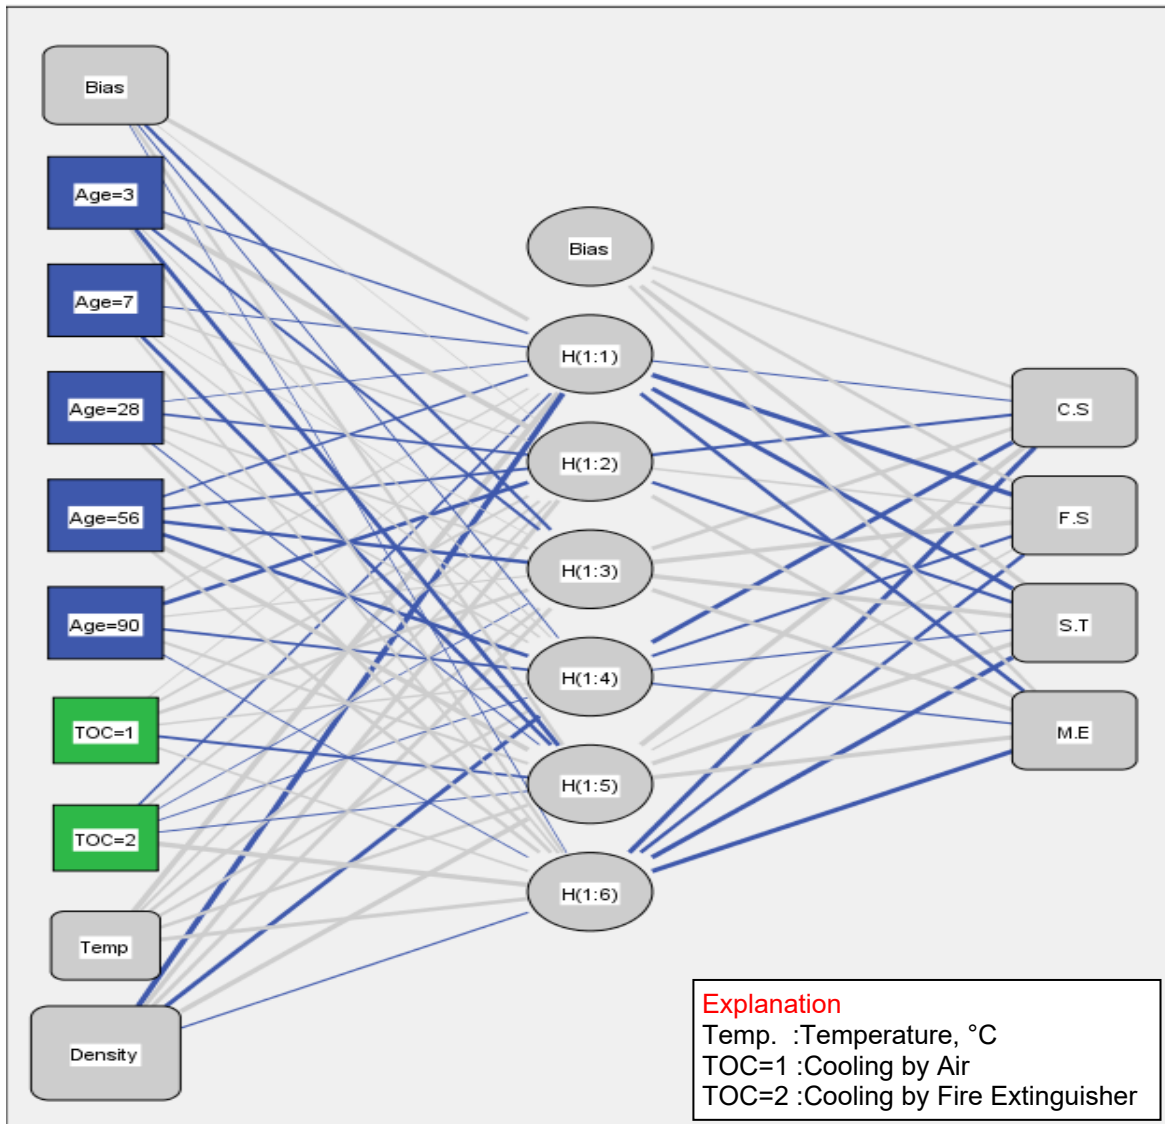 Bias
Age=3
Age=7
Age=28
Age=56
Age=90
TOC=1
TOC=2
Temp
Density
Bias
H(1:1)
H(1:2)
H(1:3)
H(1:4)
H(1:5)
H(1:6)
C.S
F.S
S.T
M.E
Explanation
Temp. :Temperature, °C
TOC=1 :Cooling by Air
TOC=2 :Cooling by Fire Extinguisher